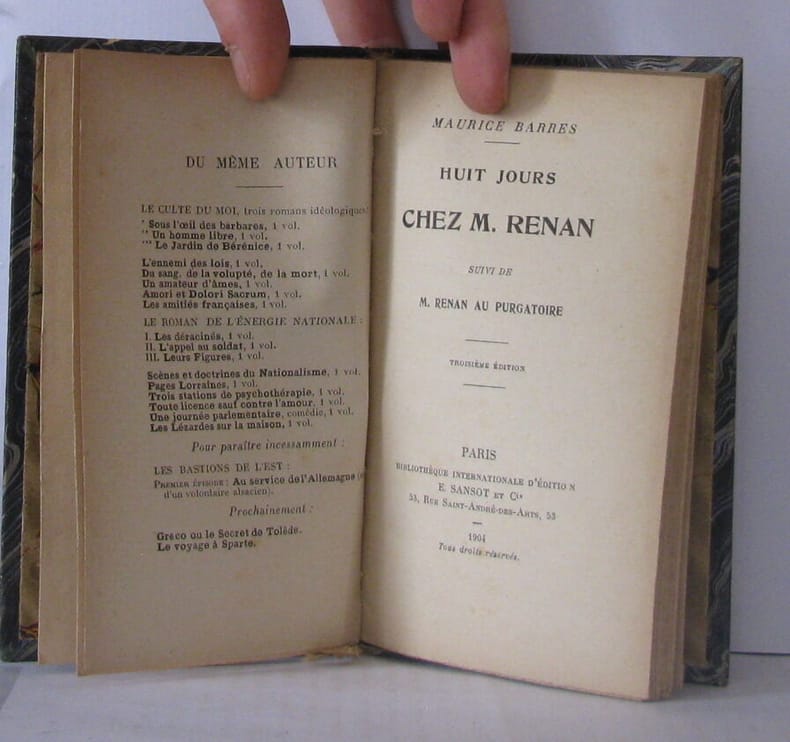 DU MÊME AUTEUR
LE CULTE DU MOI, trois romans idéologiques
* Sous l'œil des barbares, 1 vol.
** Un homme libre, 1 vol.
*** Le Jardin de Bérénice, 1 vol.
L'ennemi des lois, 1 vol.
Du sang, de la volupté, de la mort, 1 vol.
Un amateur d'âmes, 1 vol.
Amori et Dolori Sacrum, 1 vol.
Les amitiés françaises, 1 vol.
LE ROMAN DE L'ÉNERGIE NATIONALE :
I. Les déracinés, 1 vol.
II. L'appel au soldat, 1 vol.
III. Leurs Figures, 1 vol.
Scènes et doctrines du Nationalisme, 1 vol.
Pages Lorraines, 1 vol.
Trois stations de psychothérapie, 1 vol.
Toute licence sauf contre l'amour, 1 vol.
Une journée parlementaire, comédie, 1 vol.
Les Lézardes sur la maison, 1 vol.
Pour paraître incessamment :
LES BASTIONS DE L'EST :
PREMIER ÉPISODE : Au service de l'Allemagne
d'un volontaire alsacien).
Prochainement :
Greco ou le Secret de Tolède.
Le voyage à Sparte.
MAURICE BARRES
HUIT JOURS
CHEZ M. RENAN
SUIVI DE
M. RENAN AU PURGATOIRE
TROISIÈME ÉDITION
PARIS
BIBLIOTHÈQUE INTERNATIONALE D'ÉDITION
E. SANSOT ET Cie
53, RUE SAINT-ANDRÉ-DES-ARTS, 53
1904
Tous droits réservés.